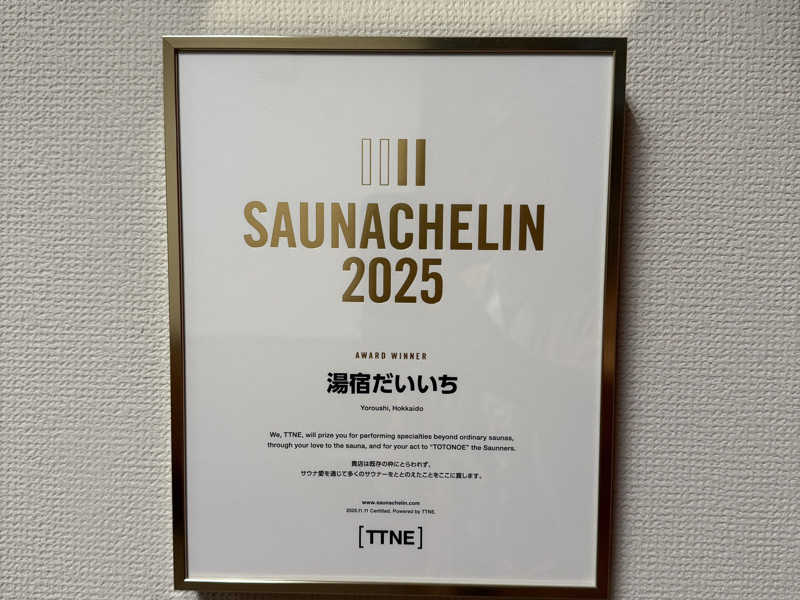 SAUNACHELIN
2025
AWARD WINNER
湯宿だいいち
Yoroushi, Hokkaido
We, TTNE, will prize you for performing specialties beyond ordinary saunas,
through your love to the sauna, and for your act to "TOTONOE" the Saunners.
貴店は既存の枠にとらわれず、
サウナ愛を通じて多くのサウナーをととのえたことをここに賞します。
www.saunachelin.com
2025.11.11 Certified. Powered by TTNE.
[TTNE]